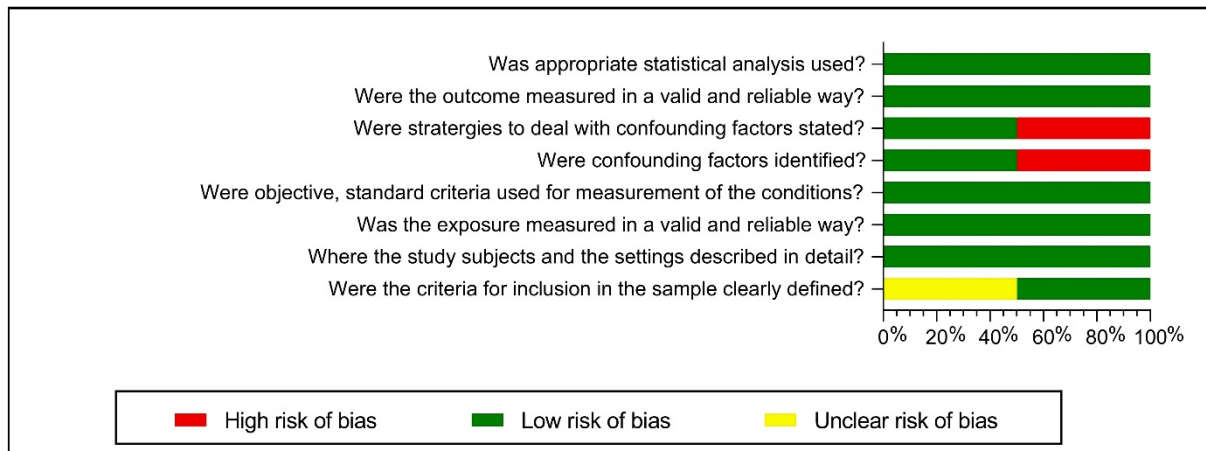 Was appropriate statistical analysis used?
Were the outcome measured in a valid and reliable way?
Were stratergies to deal with confounding factors stated?
Were confounding factors identified?
Were objective, standard criteria used for measurement of the conditions?
Was the exposure measured in a valid and reliable way?
Where the study subjects and the settings described in detail?
Were the criteria for inclusion in the sample clearly defined?
0% 20% 40% 60% 80% 100%
High risk of bias Low risk of bias Unclear risk of bias